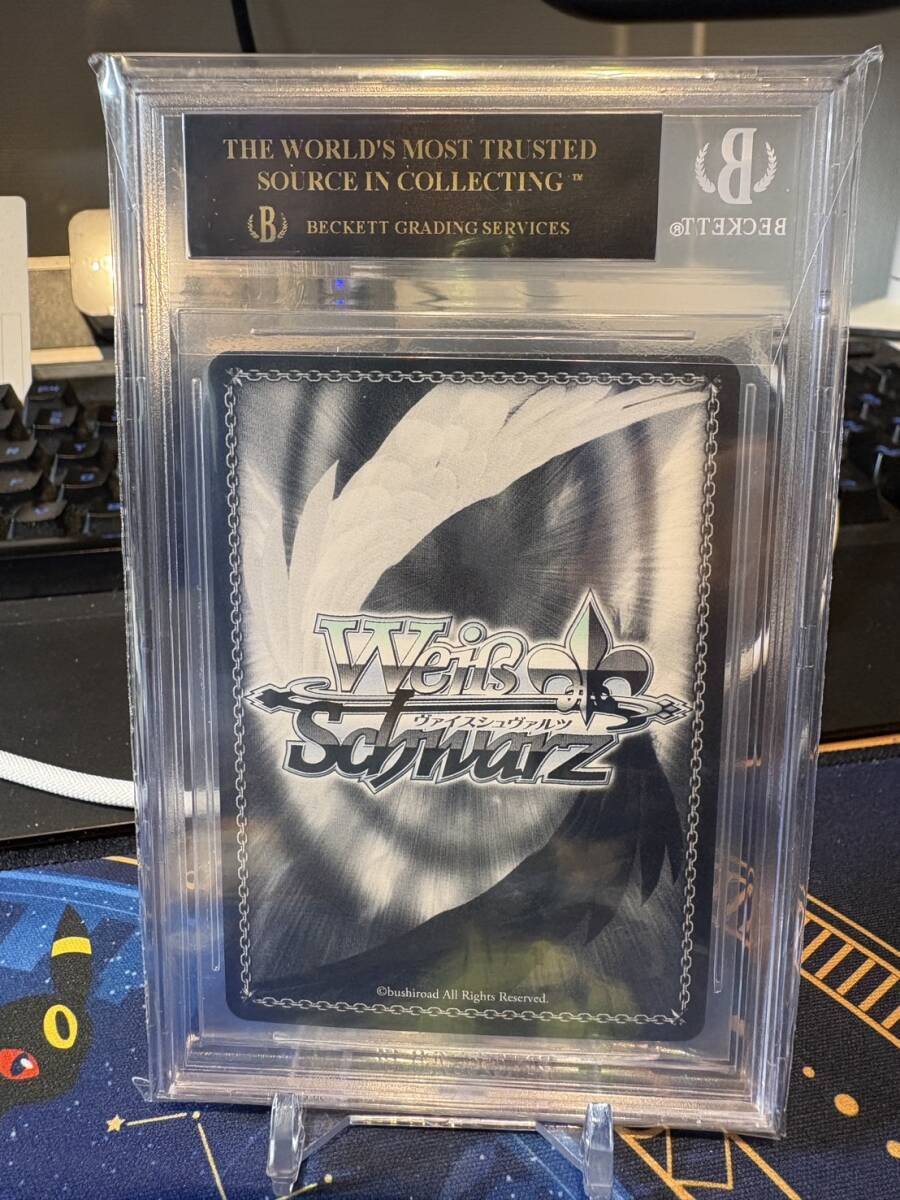 THE WORLD'S MOST TRUSTED
SOURCE IN COLLECTING ™
BECKETT GRADING SERVICES
B
BECKETT®
Weiß
ヴァイスシュヴァルツ
Schwarz
©bushiroad All Rights Reserved.